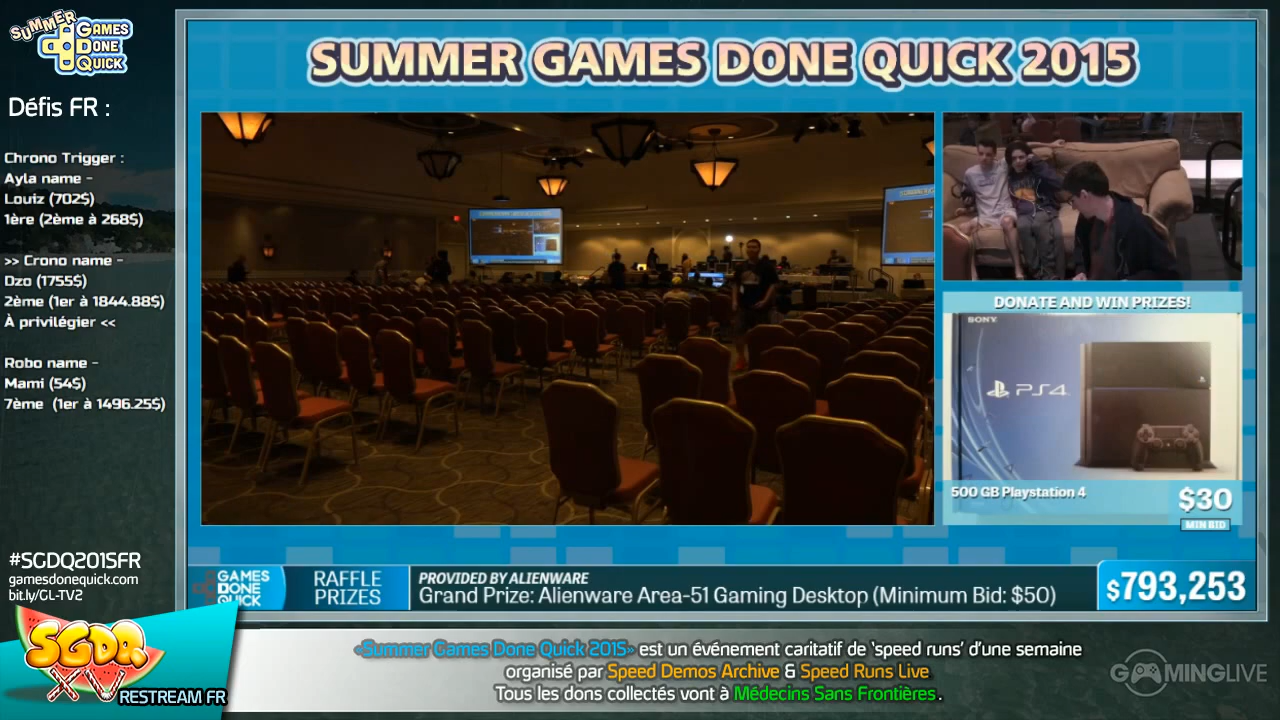 SUMMER
GAMES
DONE
QUICK
SUMMER GAMES DONE QUICK 2015
Défis FR :
Chrono Trigger :
Ayla name -
Louiz (702$)
1ère (2ème à 268$)
>> Crono name -
Dzo (1755$)
2ème (1er à 1844.88$)
À privilégier <<
Robo name -
Mami (54$)
7ème (1er à 1496.25$)
DONATE AND WIN PRIZES!
SONY
PS4
500 GB Playstation 4
$30
MIN BID
#SGDQ2015FR
gamesdonequick.com
bit.ly/GL-TV2
GAMES
DONE
QUICK
RAFFLE
PRIZES
PROVIDED BY ALIENWARE
Grand Prize: Alienware Area-51 Gaming Desktop (Minimum Bid: $50)
$793,253
SGDQ
RESTREAM FR
«Summer Games Done Quick 2015» est un événement caritatif de 'speed runs' d'une semaine
organisé par Speed Demos Archive & Speed Runs Live
Tous les dons collectés vont à Médecins Sans Frontières.
GAMINGLIVE